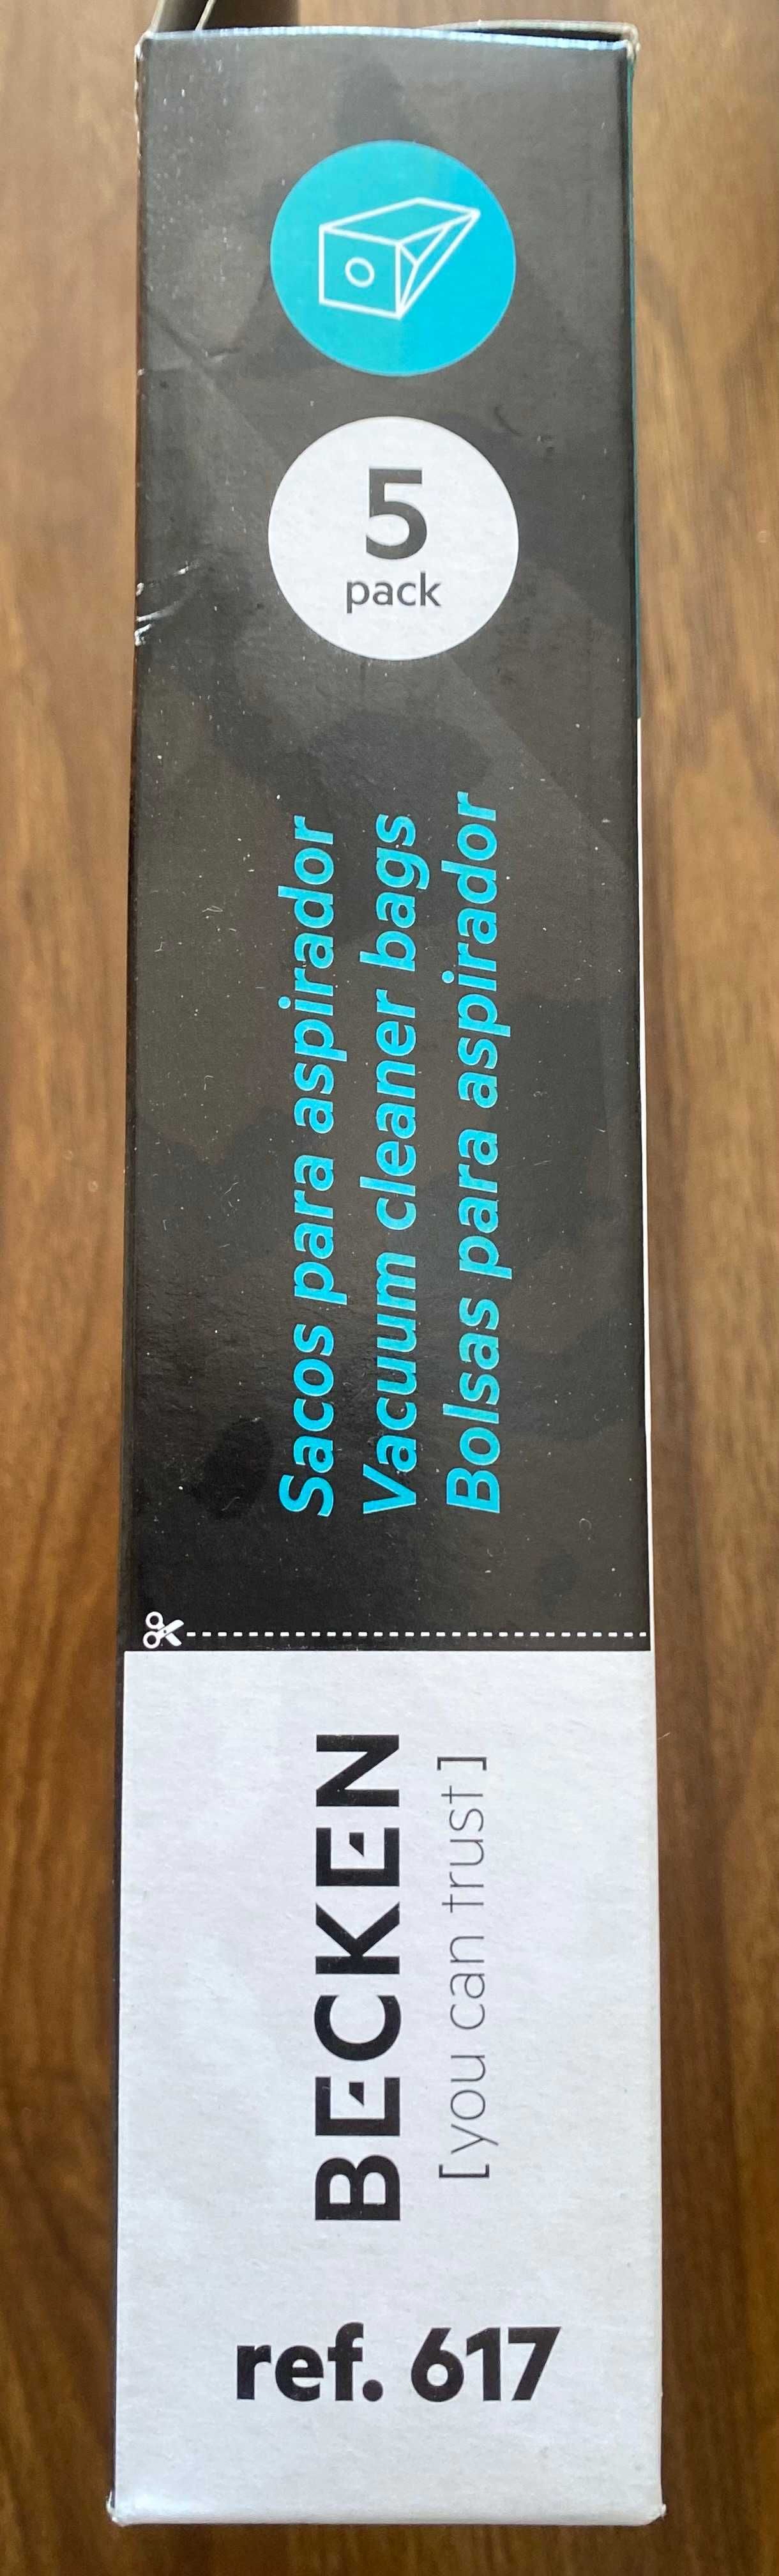 5
pack
Sacos para aspirador
Vacuum cleaner bags
Bolsas para aspirador
BECKEN
[you can trust]
ref. 617